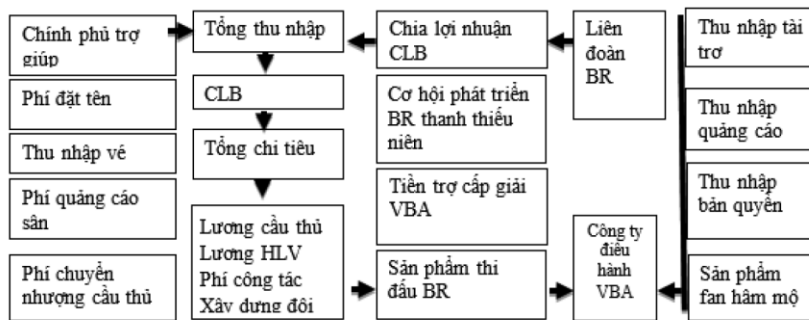 Chính phủ trợ
giúp
Phí đặt tên
Thu nhập vé
Phí quảng cáo
sân
Phí chuyển
nhượng cầu thủ
Tổng thu nhập
CLB
Tổng chi tiêu
Lương cầu thủ
Lương HLV
Phí công tác
Xây dựng đội
Chia lợi nhuận
CLB
Cơ hội phát triển
BR thanh thiếu
niên
Tiền trợ cấp giải
VBA
Sản phẩm thi
đấu BR
Liên
đoàn
BR
Công ty
điều
hành
VBA
Thu nhập tài
trơ
Thu nhập
quảng cáo
Thu nhập
bản quyền
Sản phẩm
fan hâm mộ